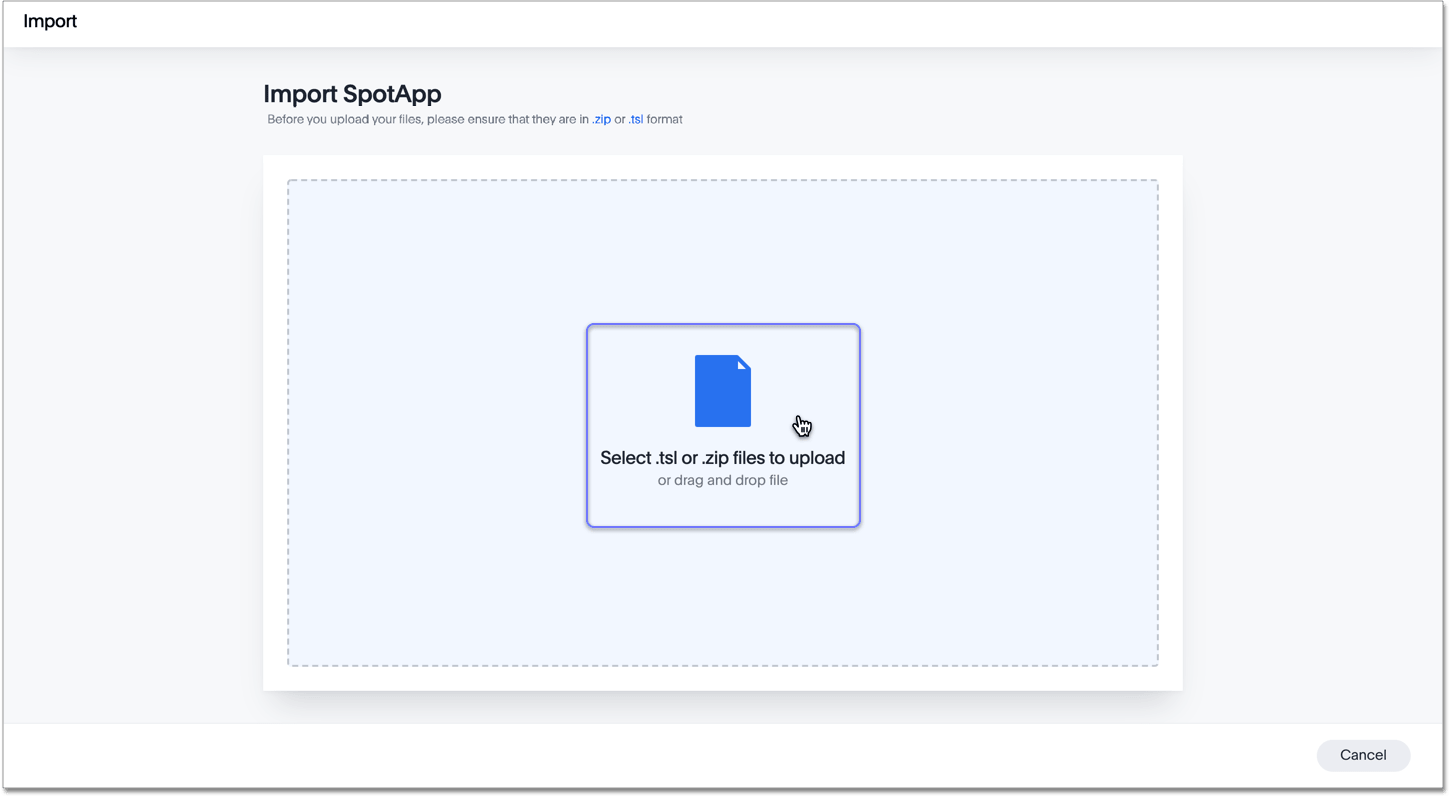 Import
Import SpotApp
Before you upload your files, please ensure that they are in .zip or .tsl format
Select .tsl or .zip files to upload
or drag and drop file
Cancel